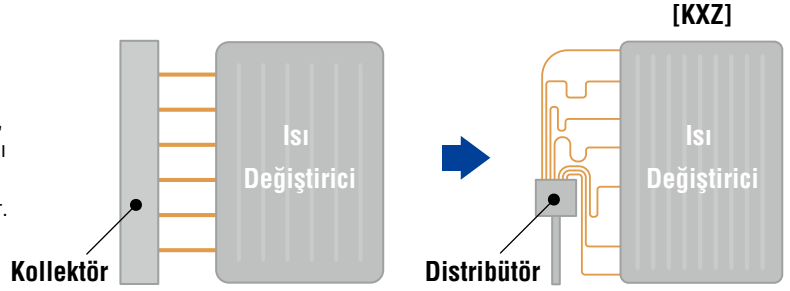 [KXZ]
Isı
Değiştirici
Isı
Değiştirici
Kollektör
Distribütör